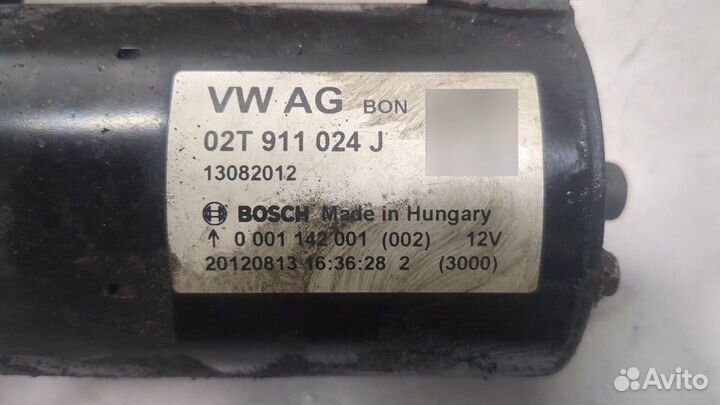 VW AG BON
02T 911 024 J
13082012
BOSCH Made in Hungary
↑ 0 001 142 001 (002) 12V
20120813 16:36:28 2 (3000)
Avito